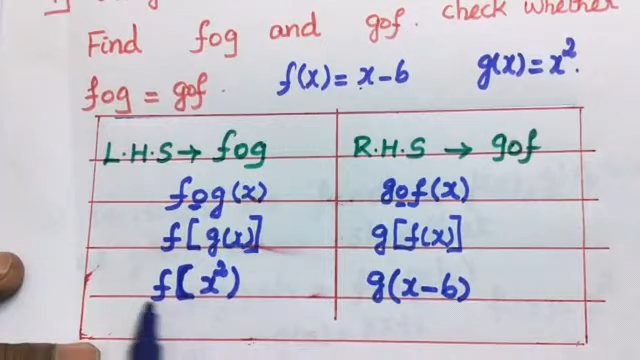 check whether
Find fog and gof.
fog = gof. f(x) = x-6 g(x) = x².
L.H.S → fog R.H.S → gof
fog(x) gof(x)
f[g(x)] g[f(x)]
f[x²) g(x-6)